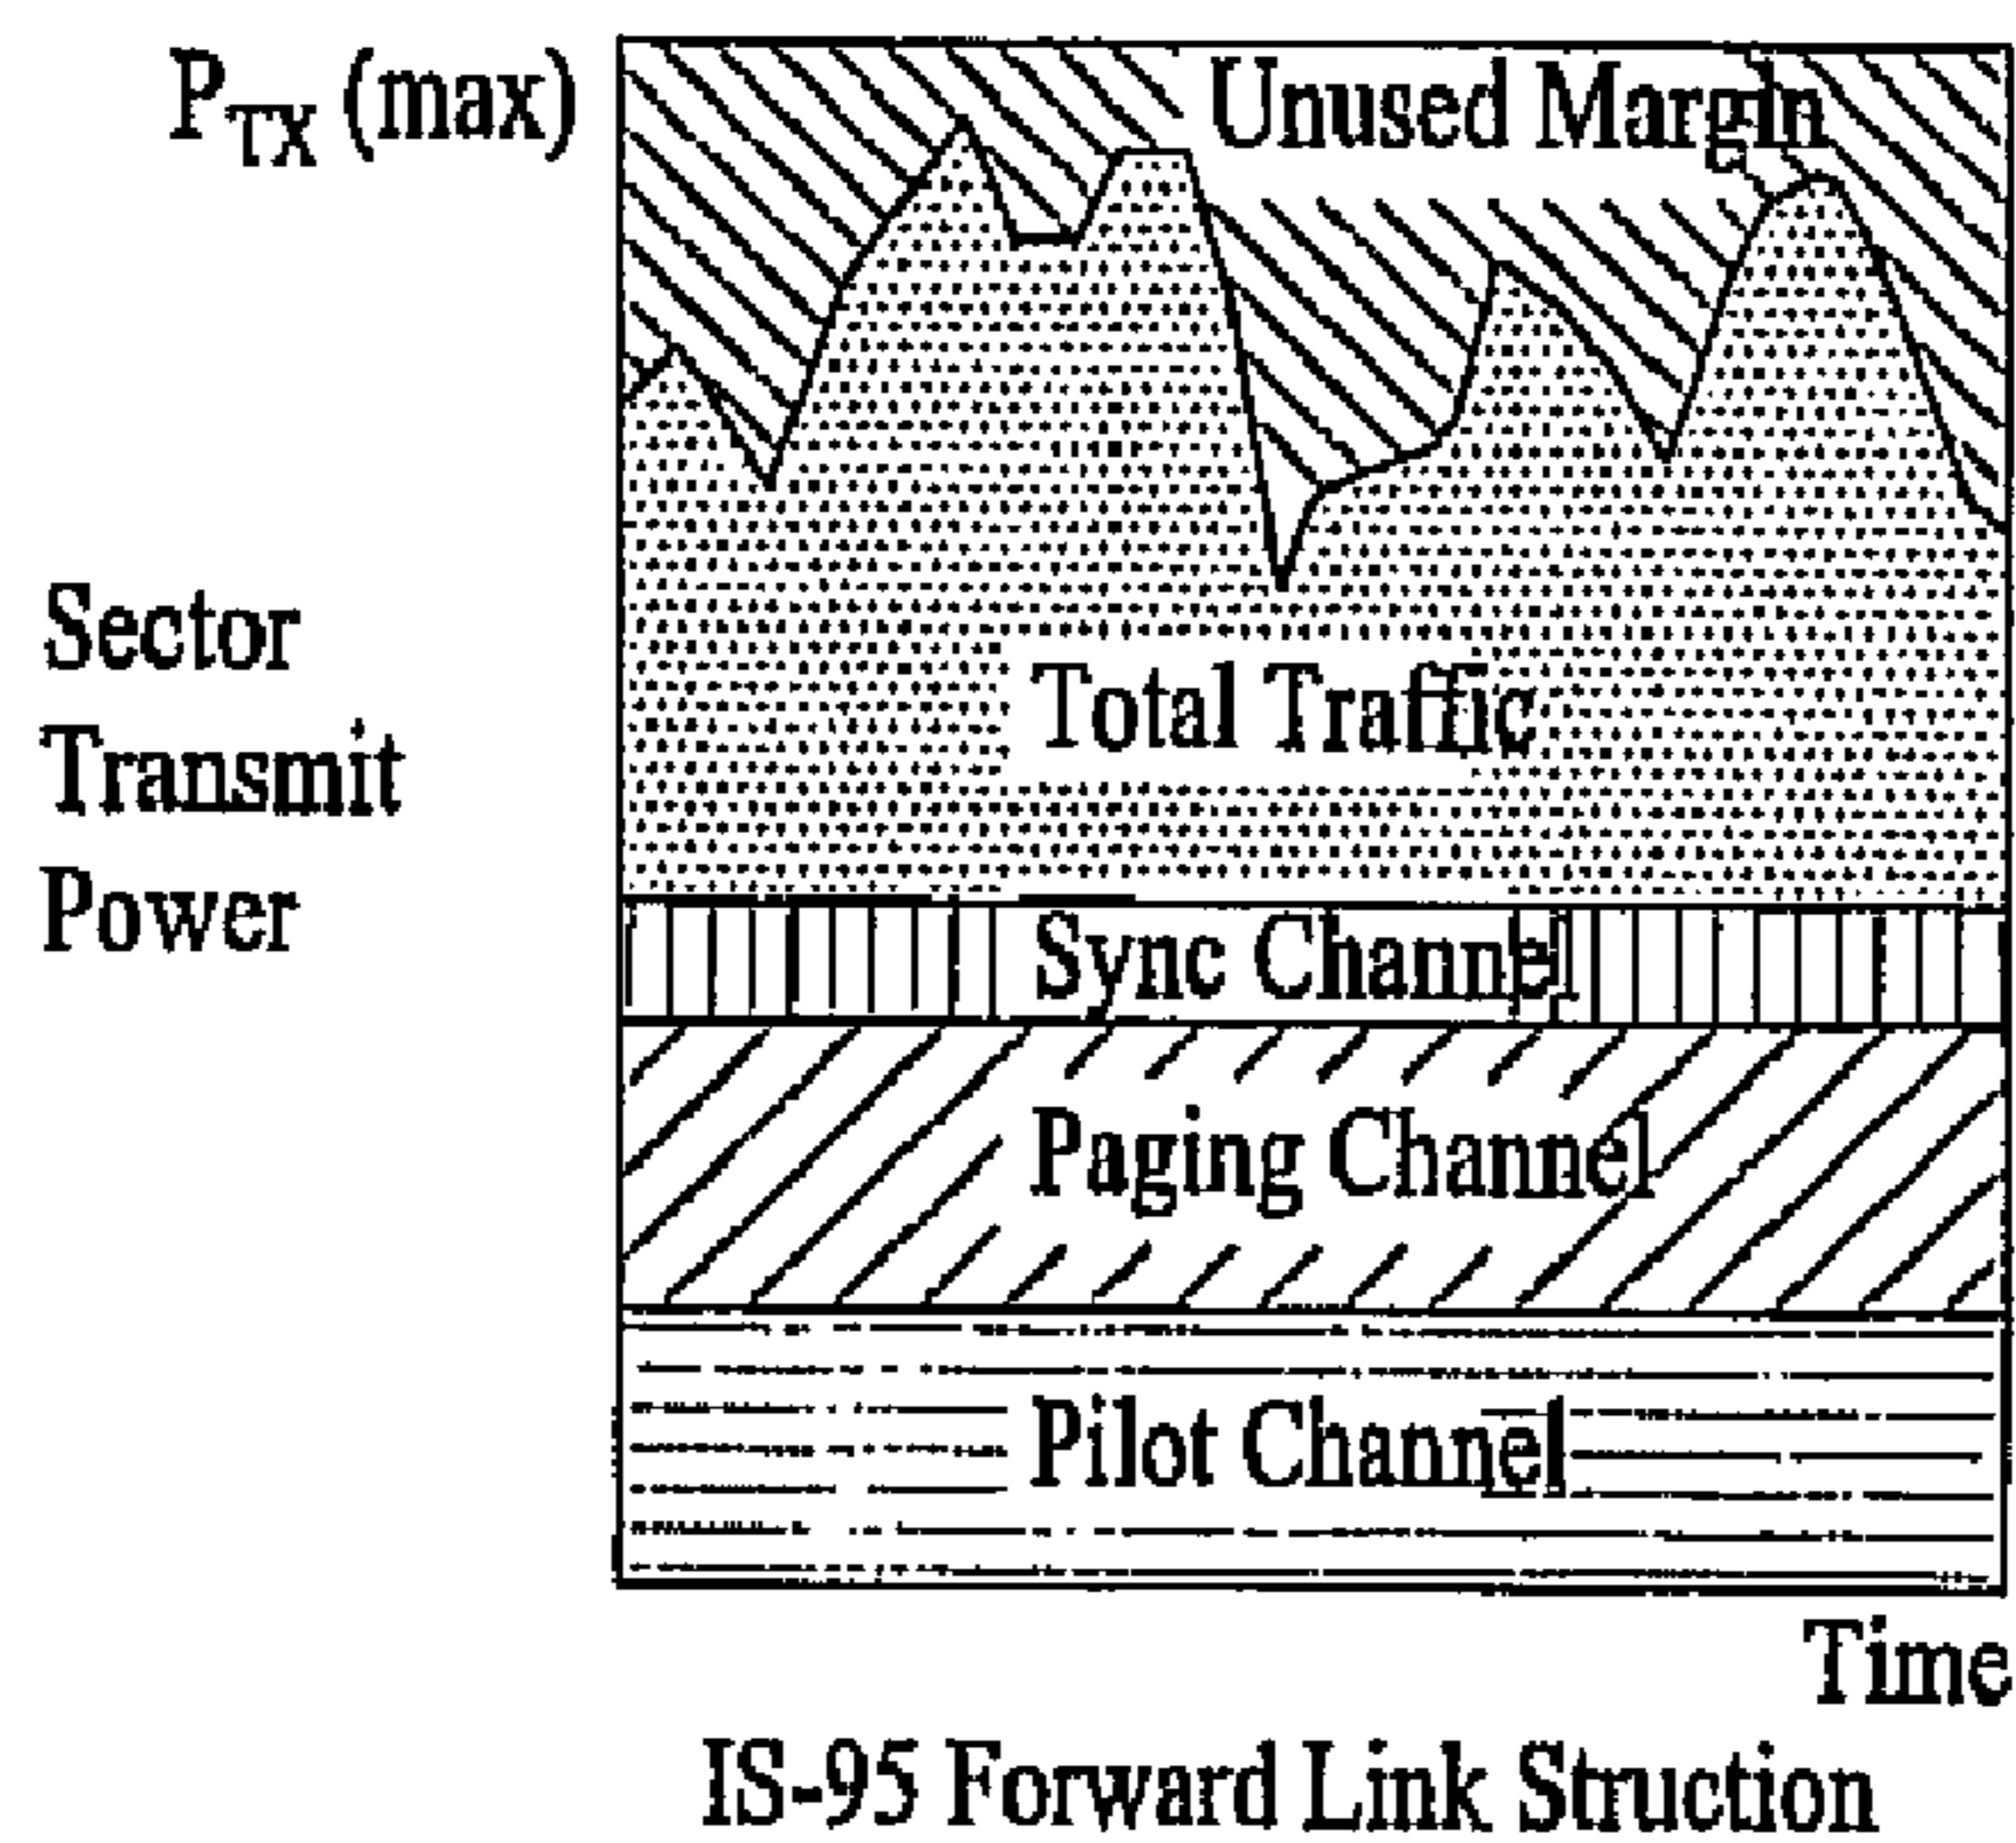 P_TX (max)
Unused Margin
Sector
Transmit
Power
Total Traffic
Sync Channel
Paging Channel
Pilot Channel
Time
IS-95 Forward Link Struction